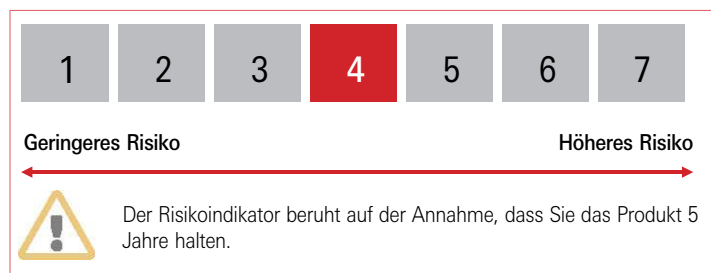 1 2 3 4 5 6 7
Geringeres Risiko Höheres Risiko
Der Risikoindikator beruht auf der Annahme, dass Sie das Produkt 5
Jahre halten.